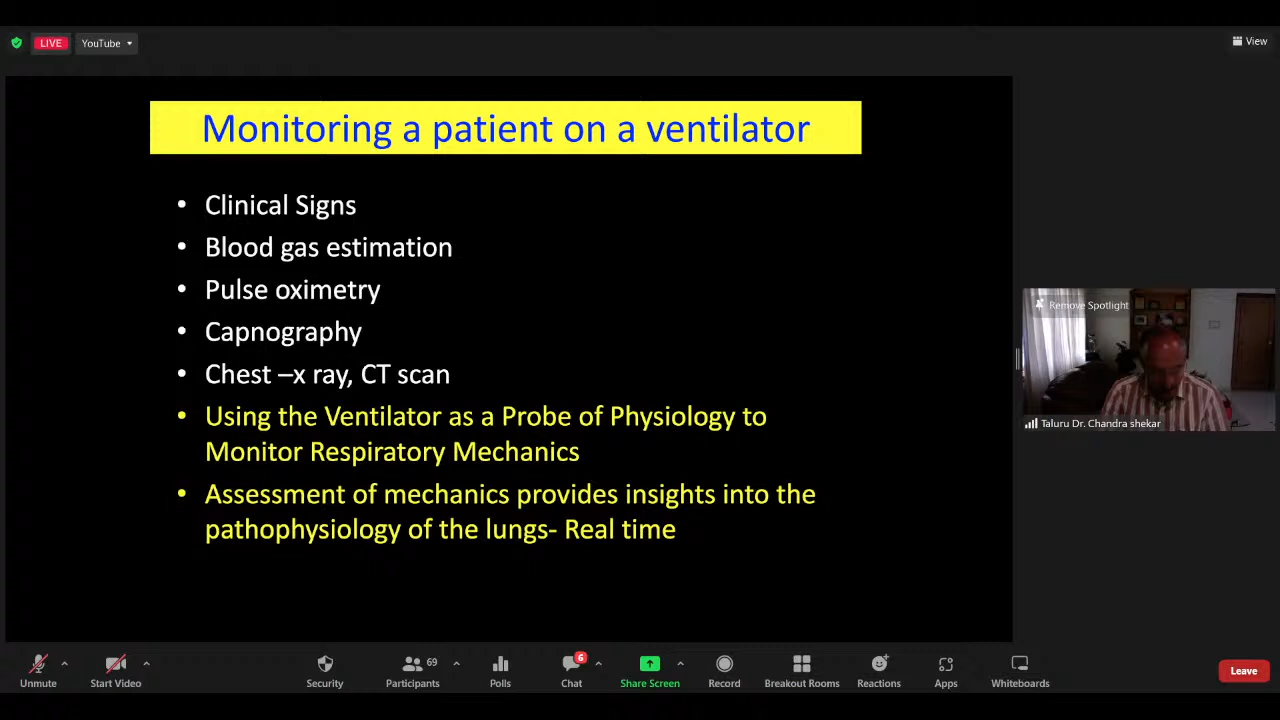 LIVE
YouTube
View
Monitoring a patient on a ventilator
• Clinical Signs
• Blood gas estimation
• Pulse oximetry
• Capnography
• Chest –x ray, CT scan
• Using the Ventilator as a Probe of Physiology to
Monitor Respiratory Mechanics
• Assessment of mechanics provides insights into the
pathophysiology of the lungs- Real time
Remove Spotlight
Taluru Dr. Chandra shekar
69
6
Unmute
Start Video
Security
Participants
Polls
Chat
Share Screen
Record
Breakout Rooms
Reactions
Apps
Whiteboards
Leave